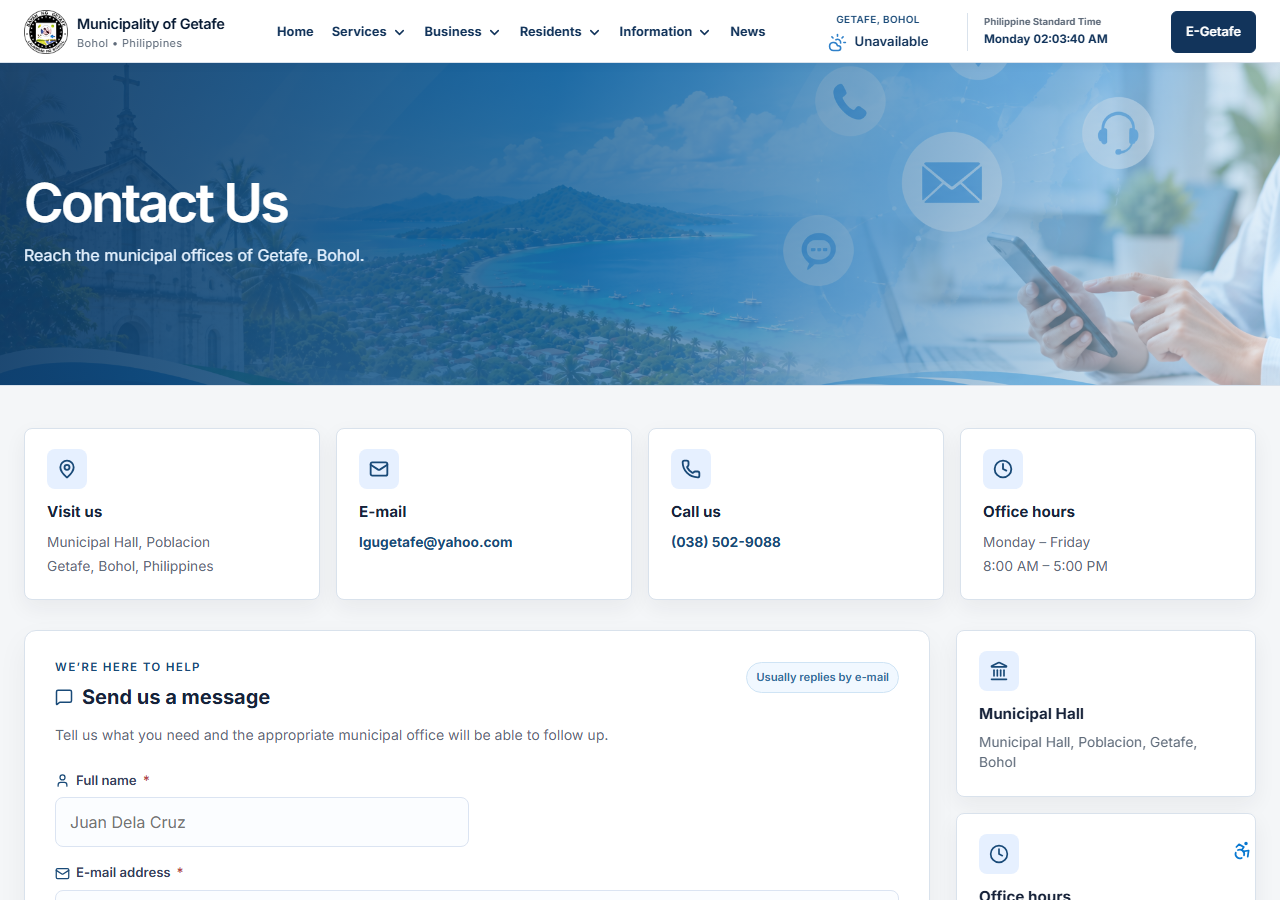 Municipality of Getafe
Bohol • Philippines
Home
Services
Business
Residents
Information
News
GETAFE, BOHOL
Unavailable
Philippine Standard Time
Monday 02:03:40 AM
E-Getafe
Contact Us
Reach the municipal offices of Getafe, Bohol.
Visit us
Municipal Hall, Poblacion
Getafe, Bohol, Philippines
E-mail
lgugetafe@yahoo.com
Call us
(038) 502-9088
Office hours
Monday – Friday
8:00 AM – 5:00 PM
WE'RE HERE TO HELP
Send us a message
Usually replies by e-mail
Tell us what you need and the appropriate municipal office will be able to follow up.
Full name *
Juan Dela Cruz
E-mail address *
Municipal Hall
Municipal Hall, Poblacion, Getafe,
Bohol
Office hours